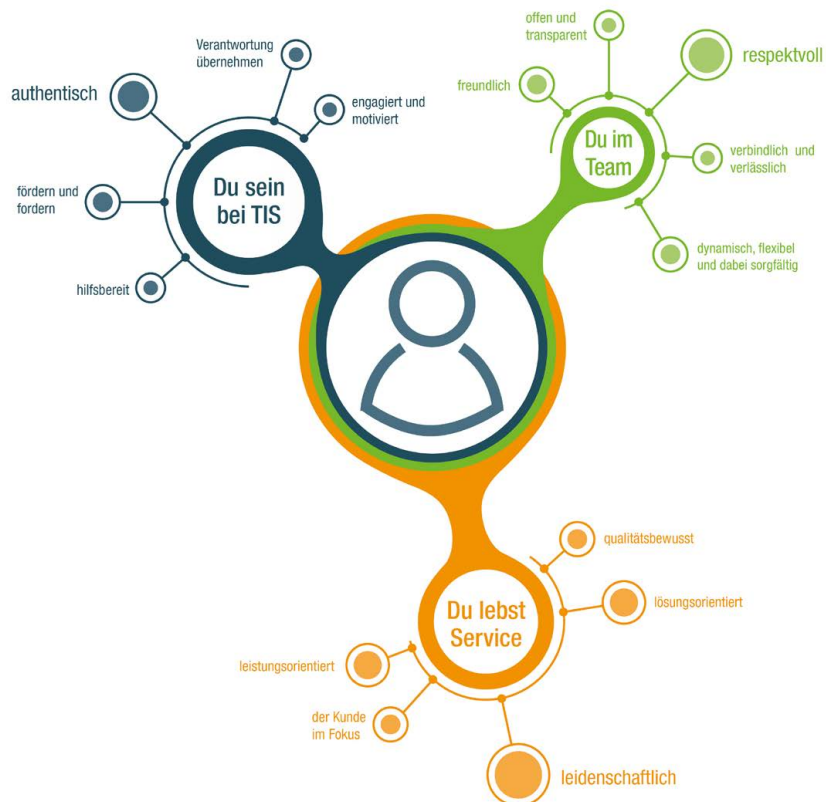 Du sein
bei TIS
authentisch
Verantwortung
übernehmen
engagiert und
motiviert
fördern und
fordern
hilfsbereit
Du im
Team
freundlich
offen und
transparent
respektvoll
verbindlich und
verlässlich
dynamisch, flexibel
und dabei sorgfältig
Du lebst
Service
qualitätsbewusst
lösungsorientiert
leistungsorientiert
der Kunde
im Fokus
leidenschaftlich